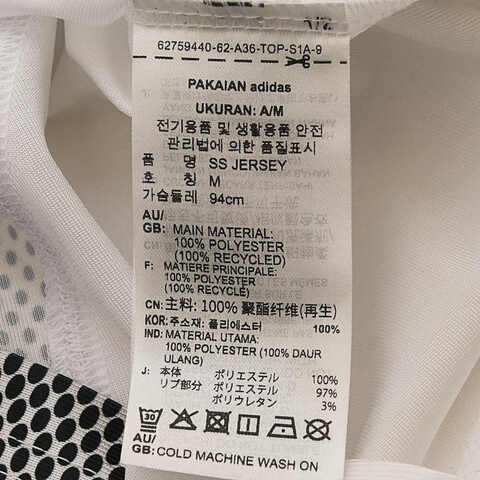 62759440-62-A36-TOP-S1A-9
PAKAIAN adidas
UKURAN: A/M
전기용품 및 생활용품 안전
관리법에 의한 품질표시
품 명 SS JERSEY
호 칭 M
가슴둘레 94cm
AU/
GB: MAIN MATERIAL:
100% POLYESTER
(100% RECYCLED)
F: MATIERE PRINCIPALE:
100% POLYESTER
(100% RECYCLÉ)
CN: 主料: 100% 聚酯纤维(再生)
KOR: 주소재: 폴리에스터 100%
IND: MATERIAL UTAMA:
100% POLYESTER (100% DAUR
ULANG)
J: 本体 ポリエステル 100%
リブ部分 ポリエステル 97%
ポリウレタン 3%
30
AU/
GB: COLD MACHINE WASH ON